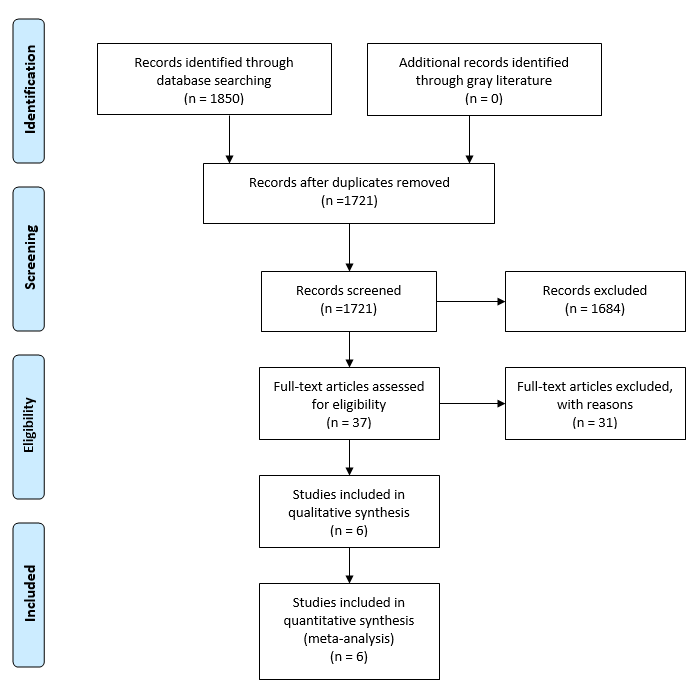 Identification
Records identified through
database searching
(n = 1850)
Additional records identified
through gray literature
(n = 0)
Records after duplicates removed
(n =1721)
Screening
Records screened
(n =1721)
Records excluded
(n = 1684)
Eligibility
Full-text articles assessed
for eligibility
(n = 37)
Full-text articles excluded,
with reasons
(n = 31)
Studies included in
qualitative synthesis
(n = 6)
Included
Studies included in
quantitative synthesis
(meta-analysis)
(n = 6)